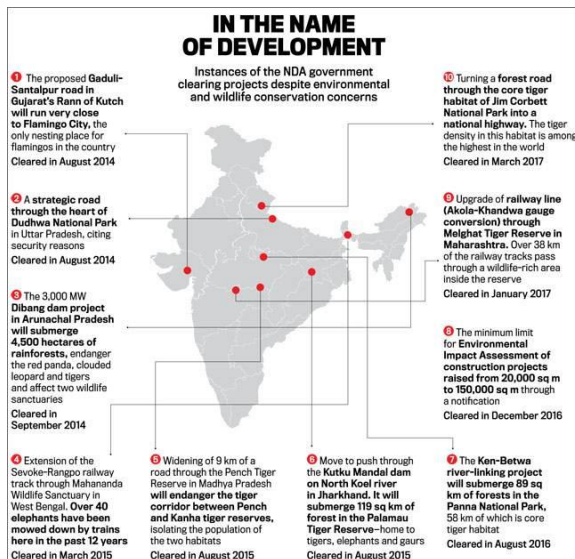 IN THE NAME
OF DEVELOPMENT
Instances of the NDA government
clearing projects despite environmental
and wildlife conservation concerns
1 The proposed Gaduli-
Santalpur road in
Gujarat's Rann of Kutch
will run very close
to Flamingo City, the
only nesting place for
flamingos in the country
Cleared in August 2014
2 A strategic road
through the heart of
Dudhwa National Park
in Uttar Pradesh, citing
security reasons
Cleared in August 2014
3 The 3,000 MW
Dibang dam project
in Arunachal Pradesh
will submerge
4,500 hectares of
rainforests, endanger
the red panda, clouded
leopard and tigers
and affect two wildlife
sanctuaries
Cleared in
September 2014
4 Extension of the
Sevoke-Rangpo railway
track through Mahananda
Wildlife Sanctuary in
West Bengal. Over 40
elephants have been
mowed down by trains
here in the past 12 years
Cleared in March 2015
5 Widening of 9 km of a
road through the Pench Tiger
Reserve in Madhya Pradesh
will endanger the tiger
corridor between Pench
and Kanha tiger reserves,
isolating the population of
the two habitats
Cleared in August 2015
6 Move to push through
the Kutku Mandal dam
on North Koel river
in Jharkhand. It will
submerge 119 sq km of
forest in the Palamau
Tiger Reserve–home to
tigers, elephants and gaurs
Cleared in August 2015
7 The Ken-Betwa
river-linking project
will submerge 89 sq
km of forests in the
Panna National Park,
58 km of which is core
tiger habitat
Cleared in August 2016
8 The minimum limit
for Environmental
Impact Assessment of
construction projects
raised from 20,000 sq m
to 150,000 sq m through
a notification
Cleared in December 2016
9 Upgrade of railway line
(Akola-Khandwa gauge
conversion) through
Melghat Tiger Reserve in
Maharashtra. Over 38 km
of the railway tracks pass
through a wildlife-rich area
inside the reserve
Cleared in January 2017
10 Turning a forest road
through the core tiger
habitat of Jim Corbett
National Park into a
national highway. The tiger
density in this habitat is among
the highest in the world
Cleared in March 2017